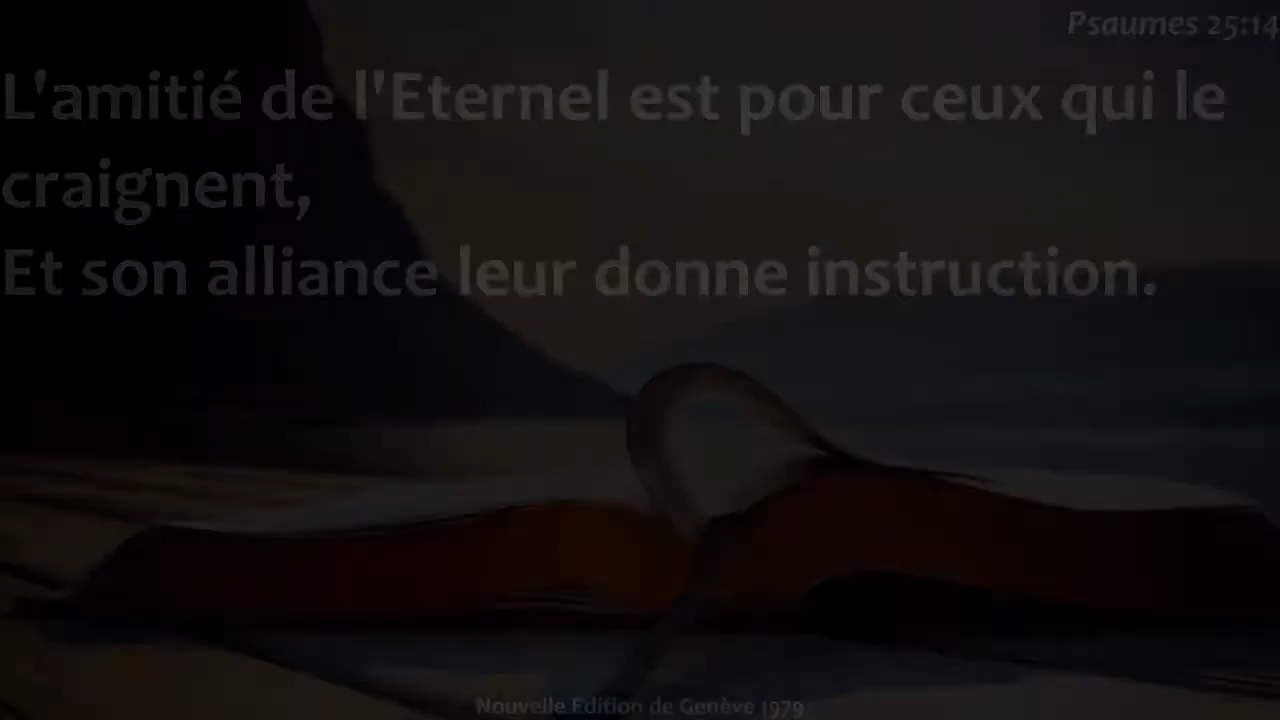 Psaumes 25:14
L'amitié de l'Eternel est pour ceux qui le
craignent,
Et son alliance leur donne instruction.
Nouvelle Edition de Genève 1979